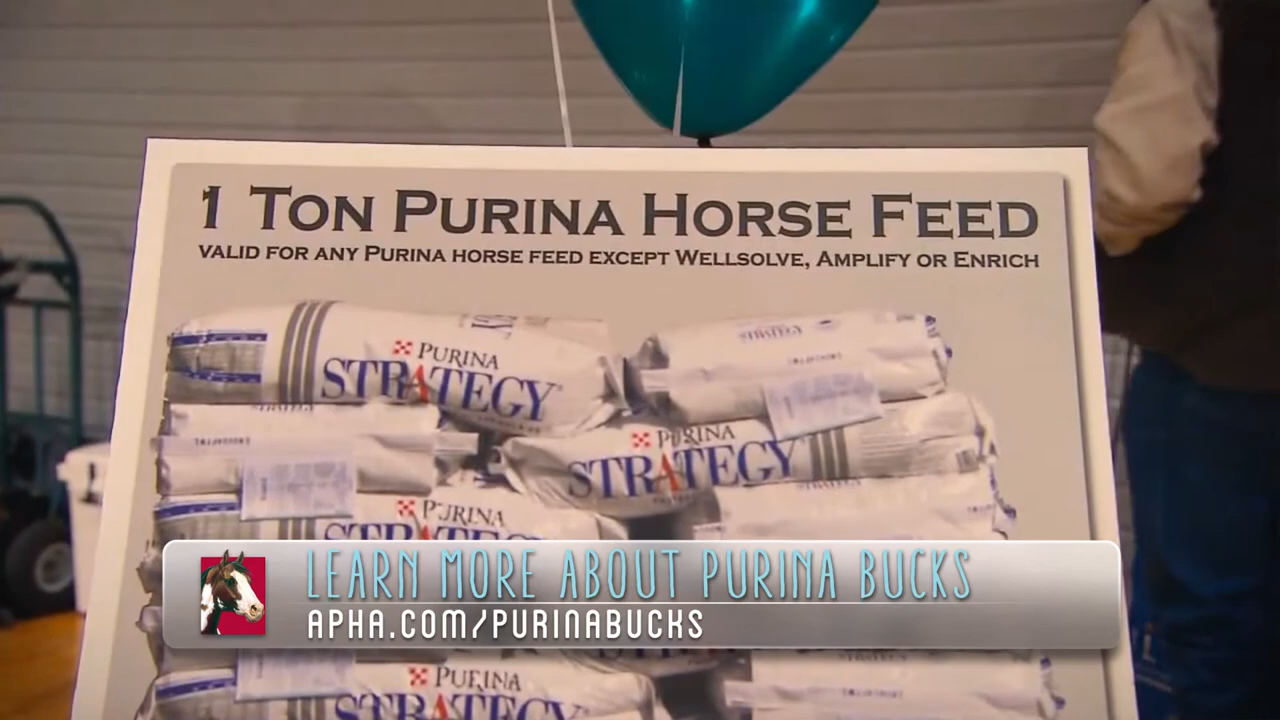 1 TON PURINA HORSE FEED
VALID FOR ANY PURINA HORSE FEED EXCEPT WELLSOLVE, AMPLIFY OR ENRICH
PURINA
STRATEGY
PURINA
STRATEGY
PURINA
STRATEGY
LEARN MORE ABOUT PURINA BUCKS
APHA.COM/PURINABUCKS
PURINA
STRATEGY